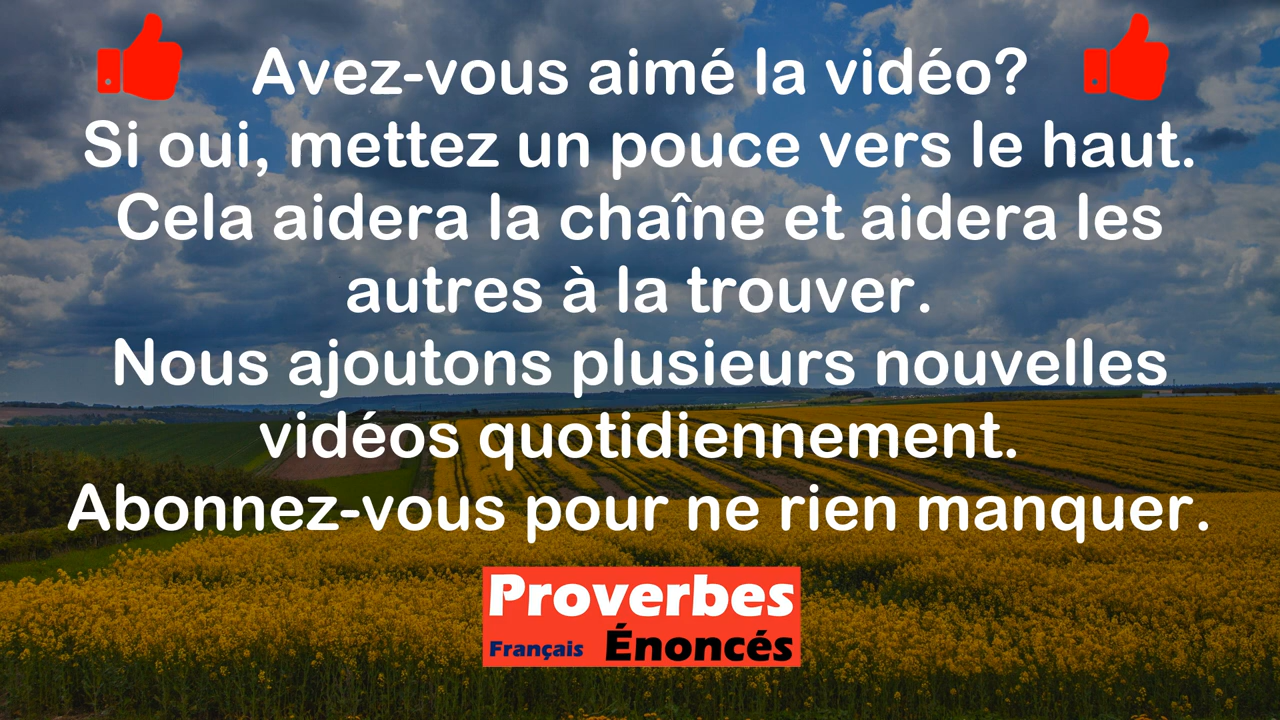 Avez-vous aimé la vidéo?
Si oui, mettez un pouce vers le haut.
Cela aidera la chaîne et aidera les
autres à la trouver.
Nous ajoutons plusieurs nouvelles
vidéos quotidiennement.
Abonnez-vous pour ne rien manquer.
Proverbes
Français Énoncés